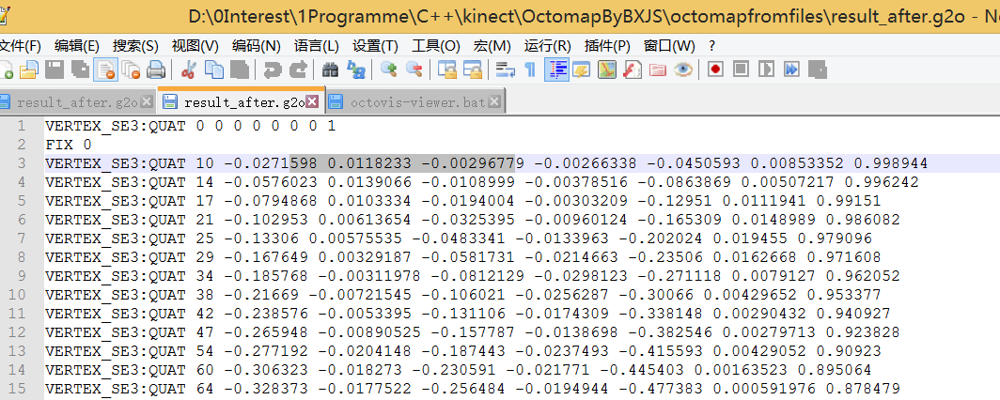 D:\0Interest\1Programme\C++\kinect\OctomapByBXJS\octomapfromfiles\result_after.g2o - No
文件(F) 编辑(E) 搜索(S) 视图(V) 编码(N) 语言(L) 设置(T) 工具(O) 宏(M) 运行(R) 插件(P) 窗口(W) ?
result_after.g2o result_after.g2o octovis-viewer.bat
1 VERTEX_SE3:QUAT 0 0 0 0 0 0 0 1
2 FIX 0
3 VERTEX_SE3:QUAT 10 -0.0271598 0.0118233 -0.00296779 -0.00266338 -0.0450593 0.00853352 0.998944
4 VERTEX_SE3:QUAT 14 -0.0576023 0.0139066 -0.0108999 -0.00378516 -0.0863869 0.00507217 0.996242
5 VERTEX_SE3:QUAT 17 -0.0794868 0.0103334 -0.0194004 -0.00303209 -0.12951 0.0111941 0.99151
6 VERTEX_SE3:QUAT 21 -0.102953 0.00613654 -0.0325395 -0.00960124 -0.165309 0.0148989 0.986082
7 VERTEX_SE3:QUAT 25 -0.13306 0.00575535 -0.0483341 -0.0133963 -0.202024 0.019455 0.979096
8 VERTEX_SE3:QUAT 29 -0.167649 0.00329187 -0.0581731 -0.0214663 -0.23506 0.0162668 0.971608
9 VERTEX_SE3:QUAT 34 -0.185768 -0.00311978 -0.0812129 -0.0298123 -0.271118 0.0079127 0.962052
10 VERTEX_SE3:QUAT 38 -0.21669 -0.00721545 -0.106021 -0.0256287 -0.30066 0.00429652 0.953377
11 VERTEX_SE3:QUAT 42 -0.238576 -0.0053395 -0.131106 -0.0174309 -0.338148 0.00290432 0.940927
12 VERTEX_SE3:QUAT 47 -0.265948 -0.00890525 -0.157787 -0.0138698 -0.382546 0.00279713 0.923828
13 VERTEX_SE3:QUAT 54 -0.277192 -0.0204148 -0.187443 -0.0237493 -0.415593 0.00429052 0.90923
14 VERTEX_SE3:QUAT 60 -0.306323 -0.018273 -0.230591 -0.021771 -0.445403 0.00163523 0.895064
15 VERTEX_SE3:QUAT 64 -0.328373 -0.0177522 -0.256484 -0.0194944 -0.477383 0.000591976 0.878479